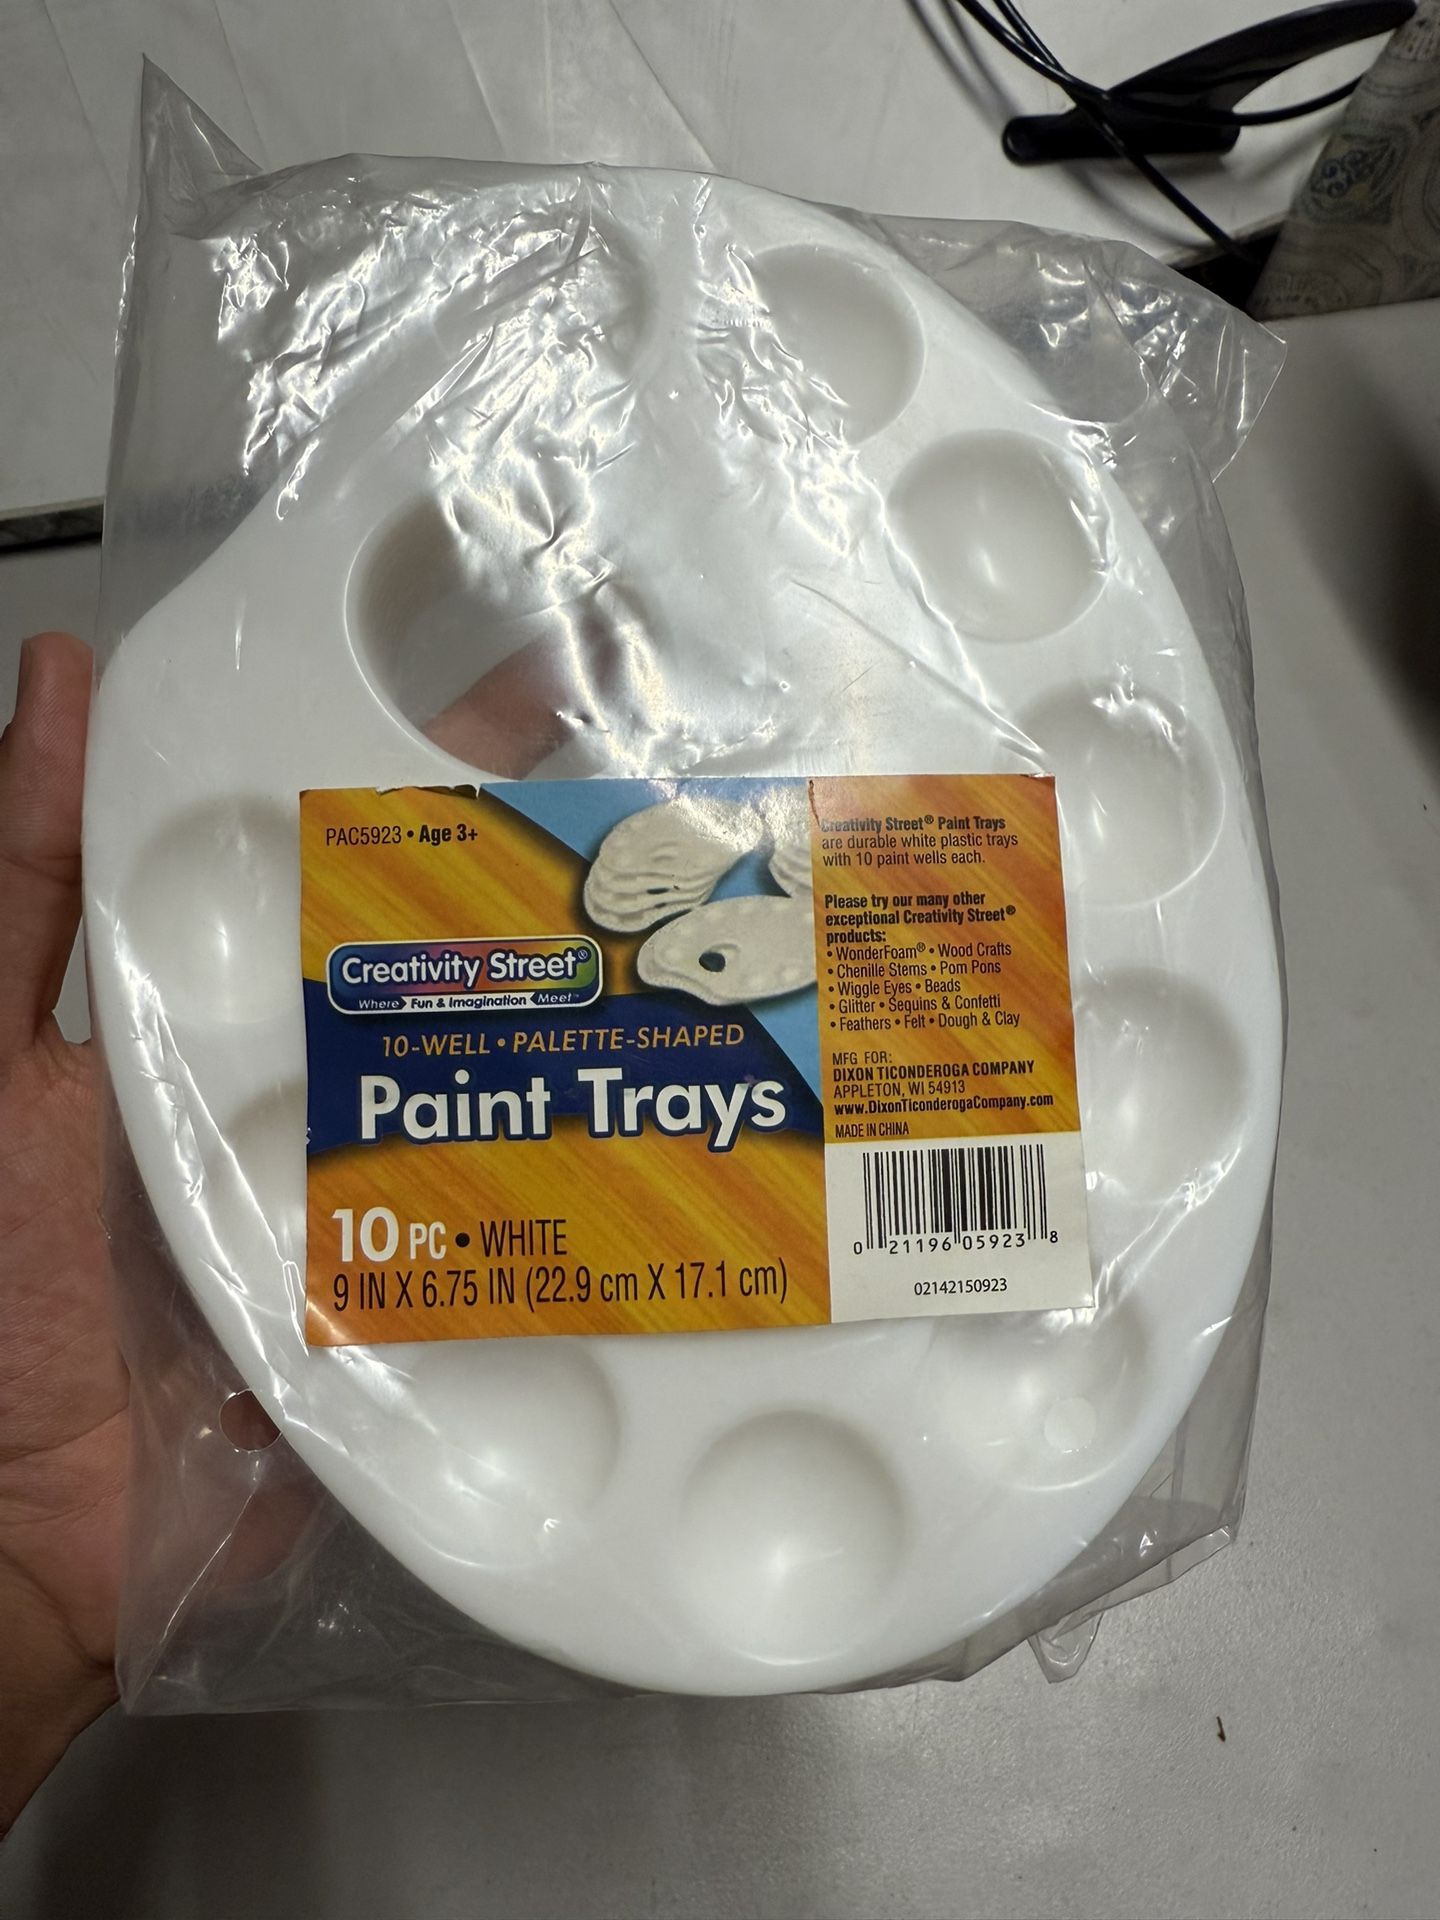 PAC5923 • Age 3+
Creativity Street®
Where Fun & Imagination Meet™
10-WELL • PALETTE-SHAPED
Paint Trays
10 PC • WHITE
9 IN X 6.75 IN (22.9 cm X 17.1 cm)
Creativity Street® Paint Trays
are durable white plastic trays
with 10 paint wells each.
Please try our many other
exceptional Creativity Street®
products:
• WonderFoam® • Wood Crafts
• Chenille Stems • Pom Pons
• Wiggle Eyes • Beads
• Glitter • Sequins & Confetti
• Feathers • Felt • Dough & Clay
MFG FOR:
DIXON TICONDEROGA COMPANY
APPLETON, WI 54913
www.DixonTiconderogaCompany.com
MADE IN CHINA
0 21196 05923 8
02142150923